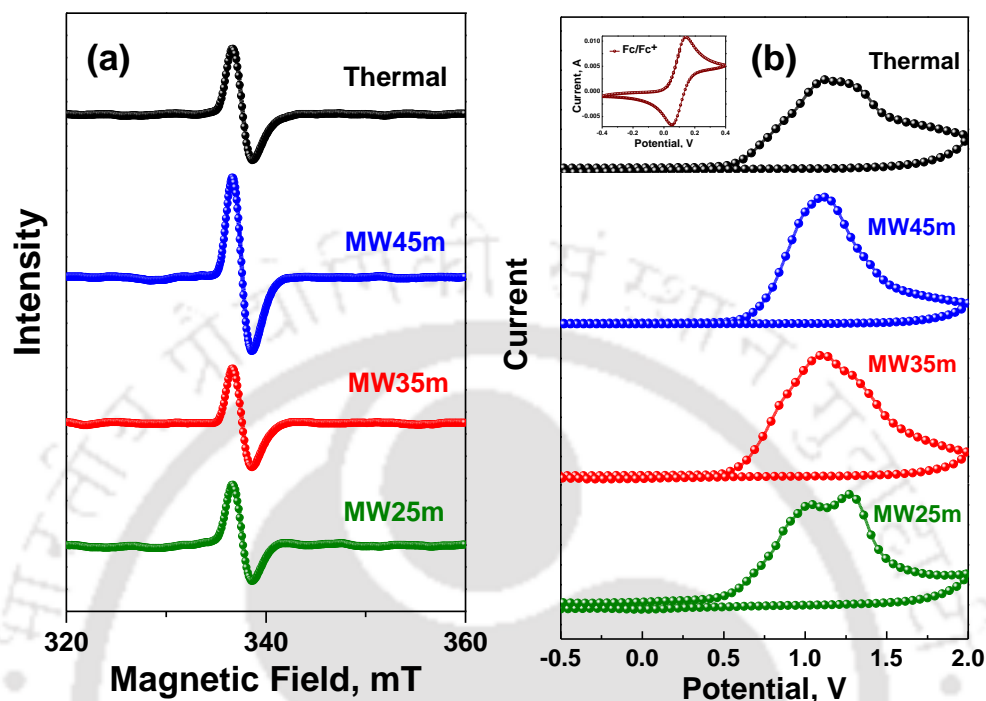 (a)
Thermal
MW45m
MW35m
MW25m
Intensity
320
340
360
Magnetic Field, mT
(b)
Thermal
MW45m
MW35m
MW25m
Current
-0.5
0.0
0.5
1.0
1.5
2.0
Potential, V
Fc/Fc+
Current, A
0.010
0.005
0.000
-0.005
-0.4
0.0
0.2
0.4
Potential, V